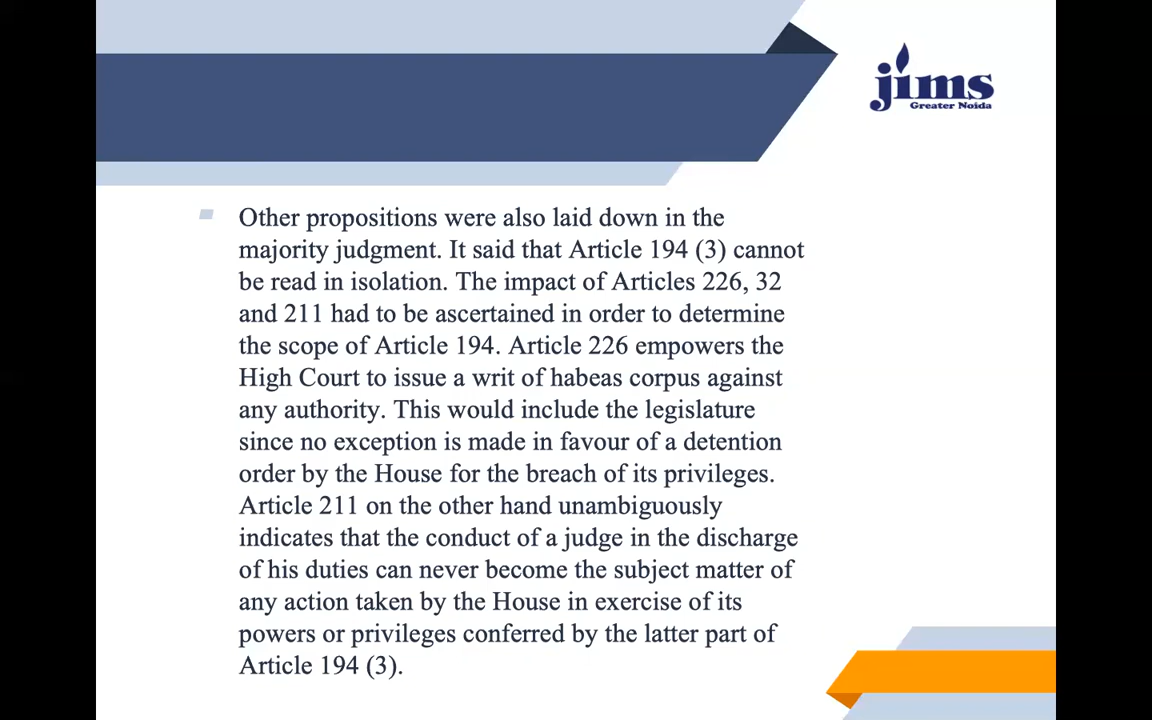 jims
Greater Noida
Other propositions were also laid down in the
majority judgment. It said that Article 194 (3) cannot
be read in isolation. The impact of Articles 226, 32
and 211 had to be ascertained in order to determine
the scope of Article 194. Article 226 empowers the
High Court to issue a writ of habeas corpus against
any authority. This would include the legislature
since no exception is made in favour of a detention
order by the House for the breach of its privileges.
Article 211 on the other hand unambiguously
indicates that the conduct of a judge in the discharge
of his duties can never become the subject matter of
any action taken by the House in exercise of its
powers or privileges conferred by the latter part of
Article 194 (3).